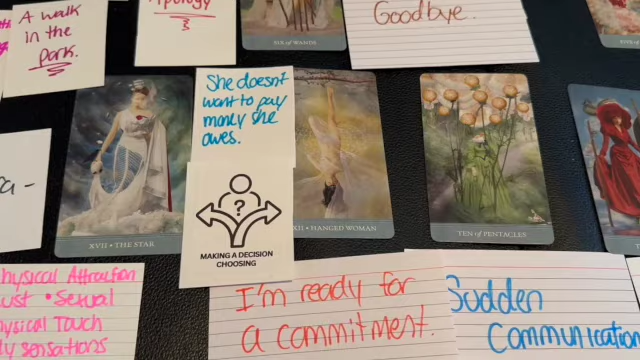 A walk
in the
park.
Goodbye.
SIX OF WANDS
She doesn't
want to pay
money she
owes.
XVII • THE STAR
HANGED WOMAN
TEN OF PENTACLES
MAKING A DECISION
CHOOSING
Physical Attraction
Lust • Sexual
Physical Touch
sensations
I'm ready for
a commitment.
Sudden
Communication